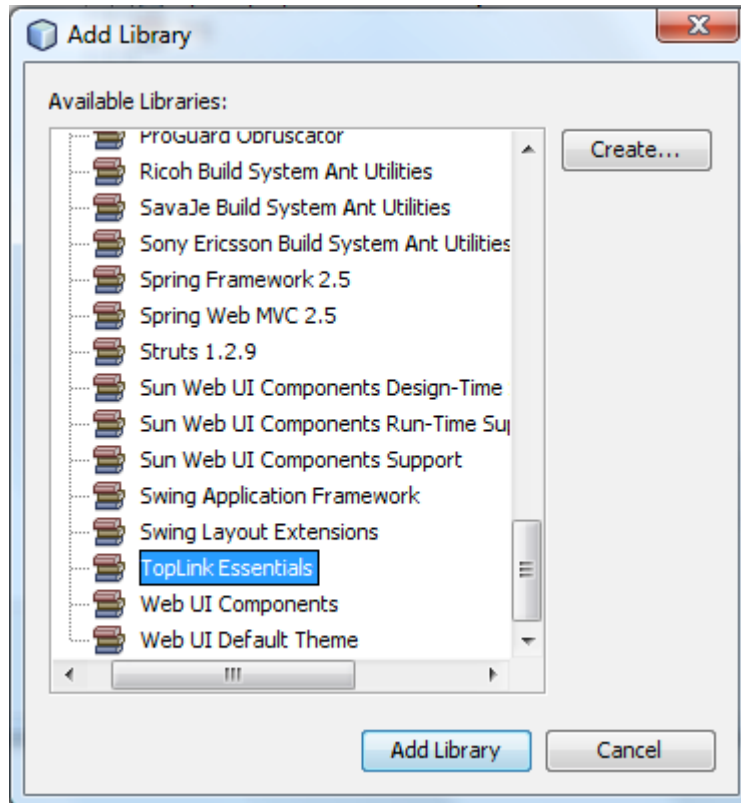 Add Library
Available Libraries:
ProGuard Obfuscator
Create...
Ricoh Build System Ant Utilities
SavaJe Build System Ant Utilities
Sony Ericsson Build System Ant Utilities
Spring Framework 2.5
Spring Web MVC 2.5
Struts 1.2.9
Sun Web UI Components Design-Time
Sun Web UI Components Run-Time Su
Sun Web UI Components Support
Swing Application Framework
Swing Layout Extensions
TopLink Essentials
Web UI Components
Web UI Default Theme
Add Library
Cancel